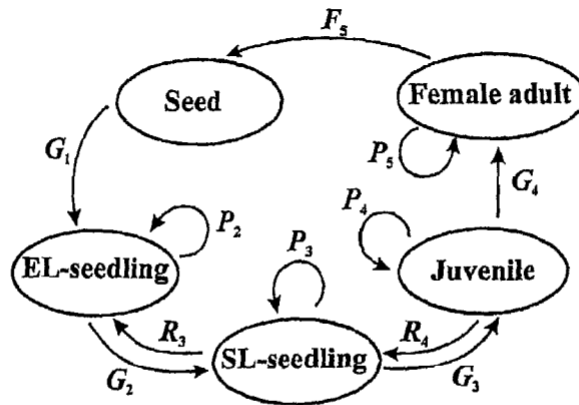 F₅
Seed
Female adult
G₁
P₅
G₄
P₂
P₄
P₃
EL-seedling
Juvenile
R₃
R₄
SL-seedling
G₂
G₃